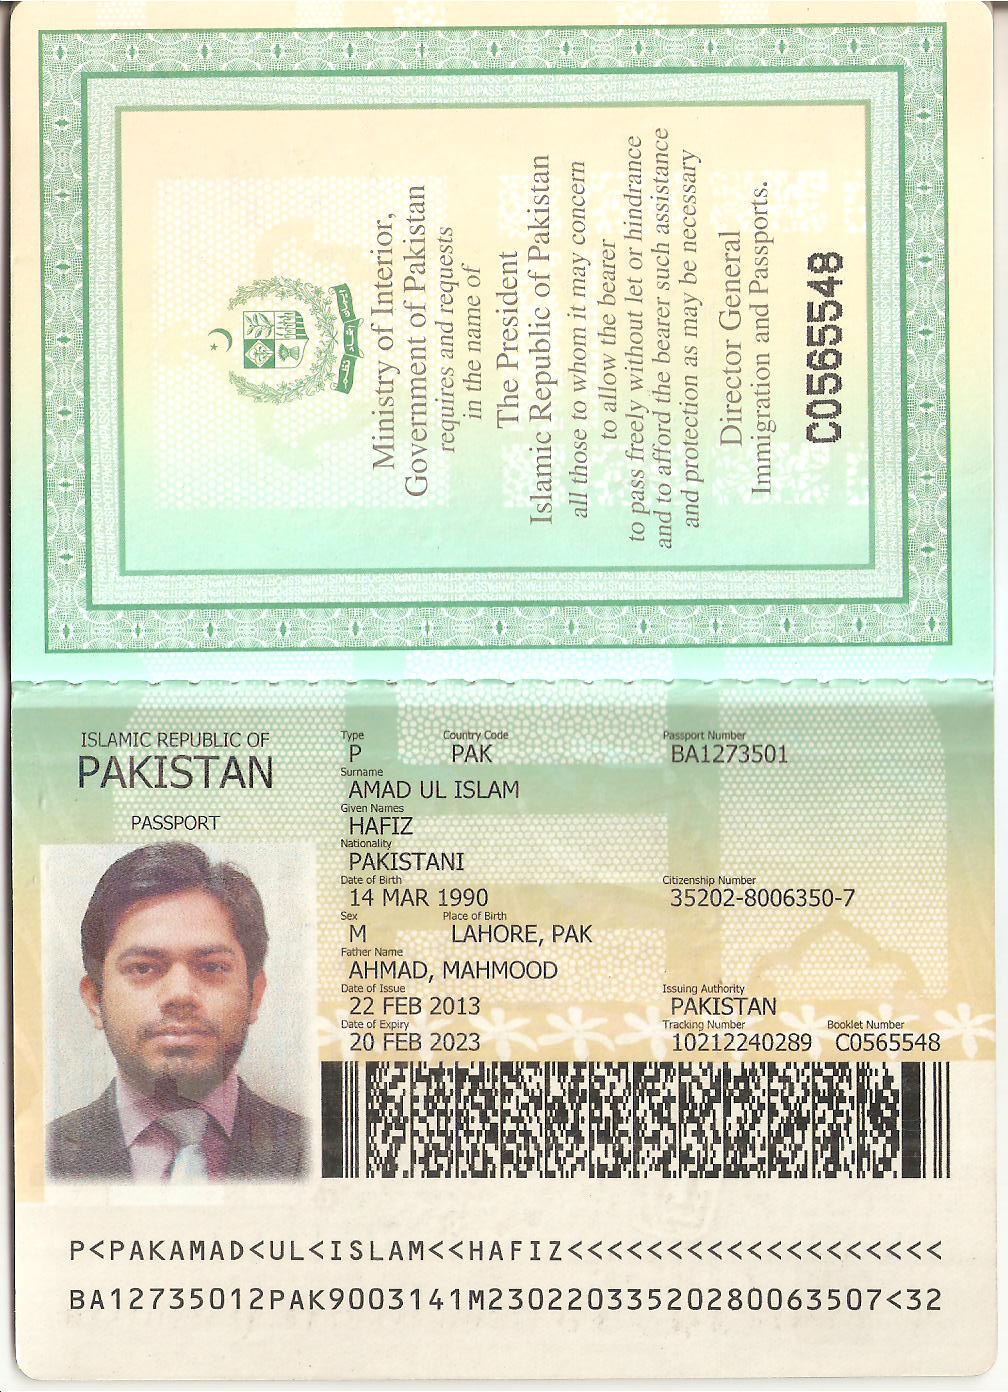 Ministry of Interior,
Government of Pakistan
requires and requests
in the name of
The President
Islamic Republic of Pakistan
all those to whom it may concern
to allow the bearer
to pass freely without let or hindrance
and to afford the bearer such assistance
and protection as may be necessary
Director General
Immigration and Passports.
C0565548
ISLAMIC REPUBLIC OF
PAKISTAN
PASSPORT
Type Country Code Passport Number
P PAK BA1273501
Surname
AMAD UL ISLAM
Given Names
HAFIZ
Nationality
PAKISTANI
Date of Birth Citizenship Number
14 MAR 1990 35202-8006350-7
Sex Place of Birth
M LAHORE, PAK
Father Name
AHMAD, MAHMOOD
Date of Issue Issuing Authority
22 FEB 2013 PAKISTAN
Date of Expiry Tracking Number Booklet Number
20 FEB 2023 10212240289 C0565548
P<PAKAMAD<UL<ISLAM<<HAFIZ<<<<<<<<<<<<<<<<<<<
BA12735012PAK9003141M23022033520280063507<32